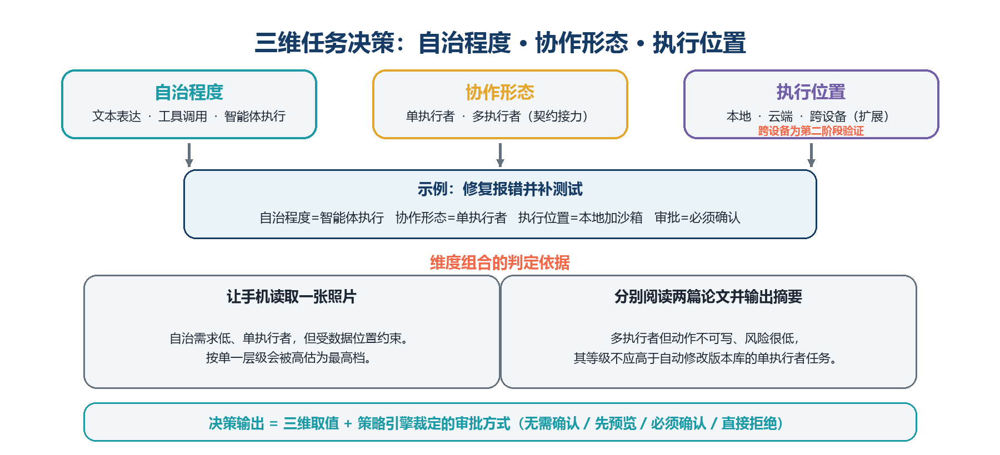 三维任务决策：自治程度 • 协作形态 • 执行位置
自治程度
文本表达 · 工具调用 · 智能体执行
协作形态
单执行者 · 多执行者（契约接力）
执行位置
本地 · 云端 · 跨设备（扩展）
跨设备为第二阶段验证
示例：修复报错并补测试
自治程度=智能体执行 协作形态=单执行者 执行位置=本地加沙箱 审批=必须确认
维度组合的判定依据
让手机读取一张照片
自治需求低、单执行者，但受数据位置约束。
按单一层级会被高估为最高档。
分别阅读两篇论文并输出摘要
多执行者但动作不可写、风险很低，
其等级不应高于自动修改版本库的单执行者任务。
决策输出 = 三维取值 + 策略引擎裁定的审批方式（无需确认 / 先预览 / 必须确认 / 直接拒绝）